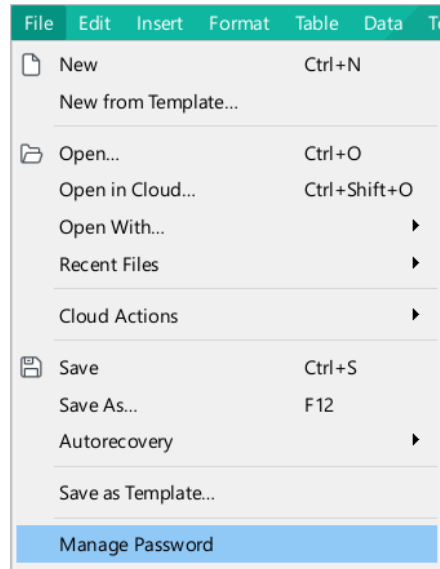 File Edit Insert Format Table Data
New Ctrl+N
New from Template...
Open... Ctrl+O
Open in Cloud... Ctrl+Shift+O
Open With...
Recent Files
Cloud Actions
Save Ctrl+S
Save As... F12
Autorecovery
Save as Template...
Manage Password